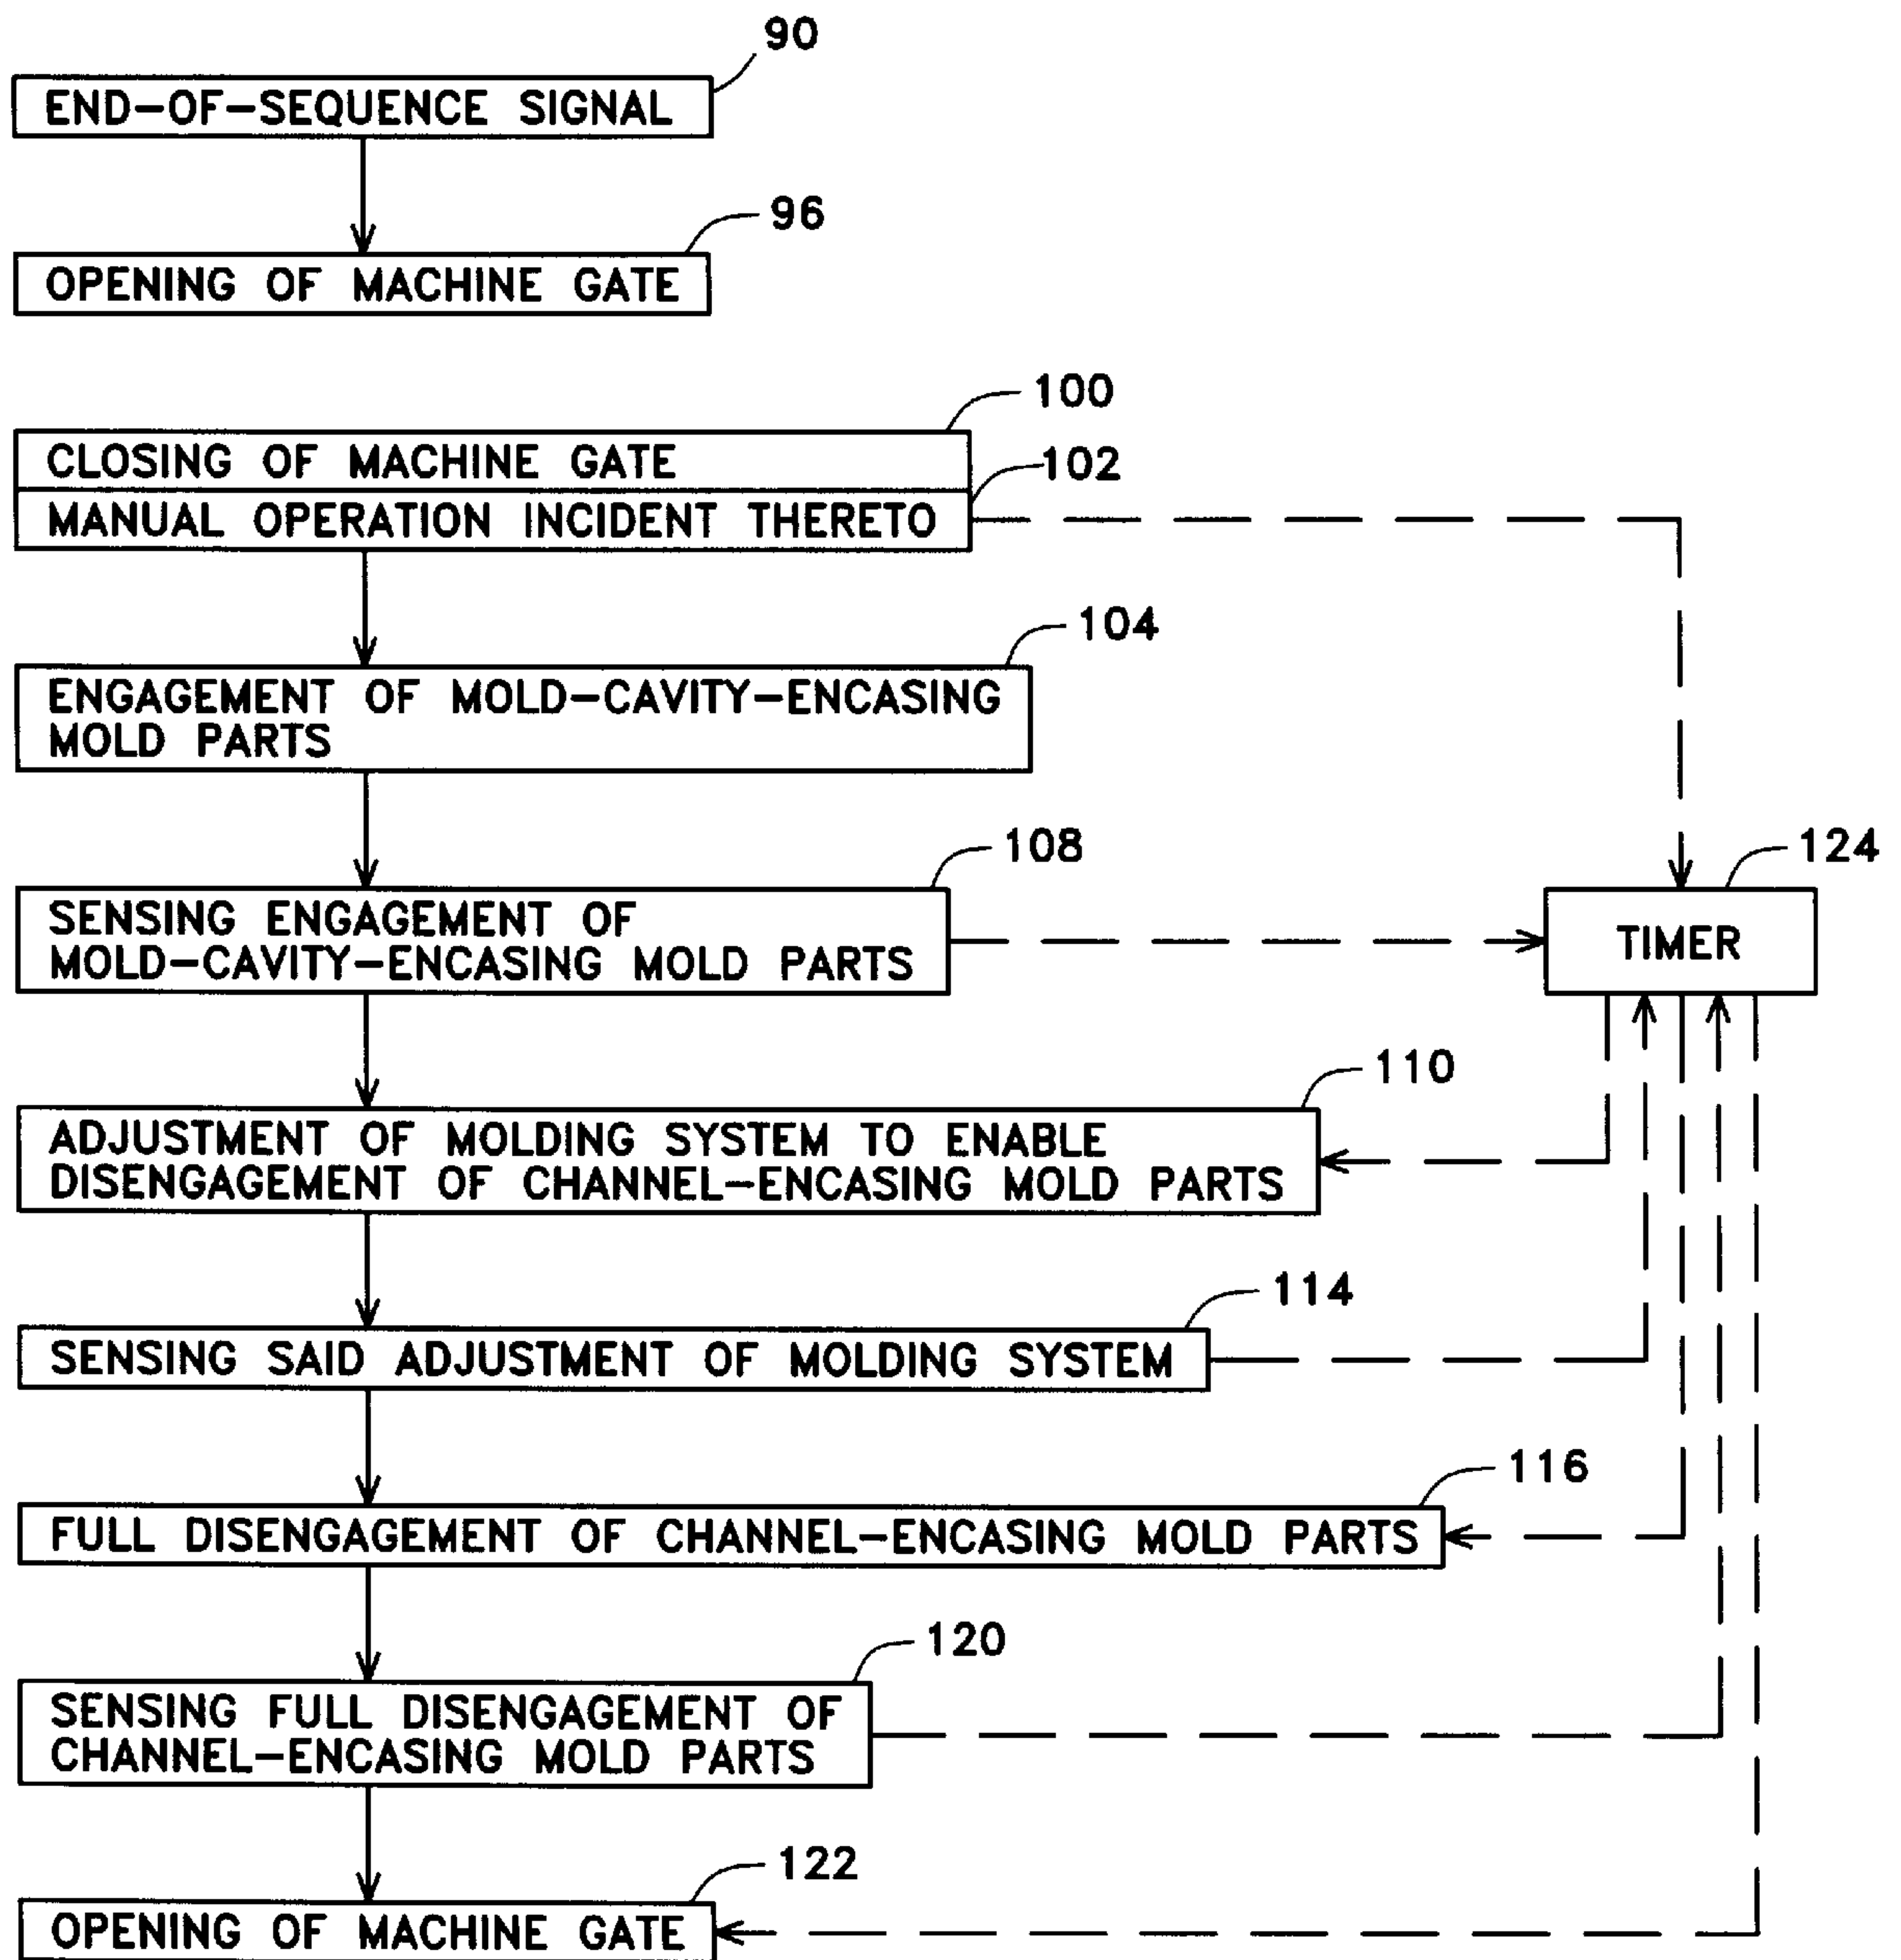 90
END-OF-SEQUENCE SIGNAL
96
OPENING OF MACHINE GATE
100
CLOSING OF MACHINE GATE
102
MANUAL OPERATION INCIDENT THERETO
104
ENGAGEMENT OF MOLD-CAVITY-ENCASING
MOLD PARTS
108
SENSING ENGAGEMENT OF
MOLD-CAVITY-ENCASING MOLD PARTS
124
TIMER
110
ADJUSTMENT OF MOLDING SYSTEM TO ENABLE
DISENGAGEMENT OF CHANNEL-ENCASING MOLD PARTS
114
SENSING SAID ADJUSTMENT OF MOLDING SYSTEM
116
FULL DISENGAGEMENT OF CHANNEL-ENCASING MOLD PARTS
120
SENSING FULL DISENGAGEMENT OF
CHANNEL-ENCASING MOLD PARTS
122
OPENING OF MACHINE GATE